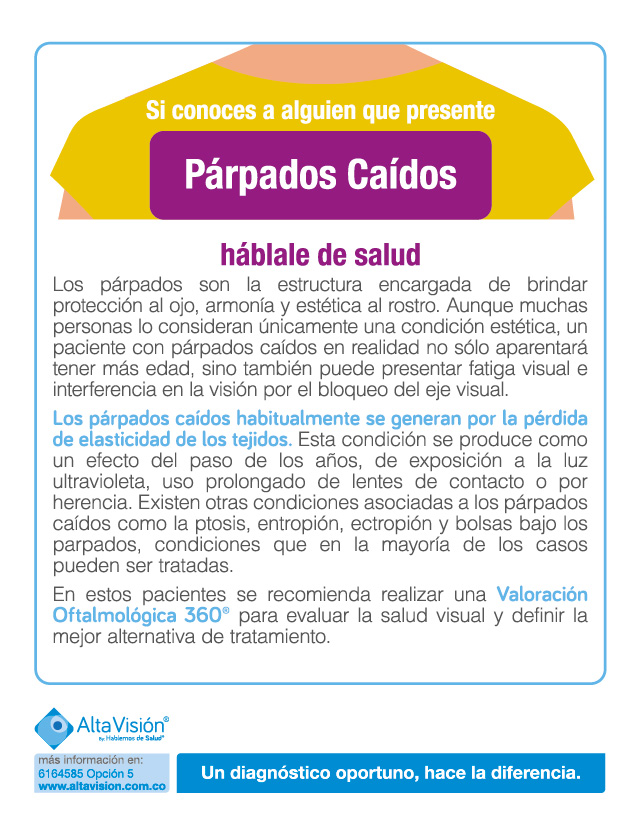 Si conoces a alguien que presente
Párpados Caídos
háblale de salud
Los párpados son la estructura encargada de brindar
protección al ojo, armonía y estética al rostro. Aunque muchas
personas lo consideran únicamente una condición estética, un
paciente con párpados caídos en realidad no sólo aparentará
tener más edad, sino también puede presentar fatiga visual e
interferencia en la visión por el bloqueo del eje visual.
Los párpados caídos habitualmente se generan por la pérdida
de elasticidad de los tejidos. Esta condición se produce como
un efecto del paso de los años, de exposición a la luz
ultravioleta, uso prolongado de lentes de contacto o por
herencia. Existen otras condiciones asociadas a los párpados
caídos como la ptosis, entropión, ectropión y bolsas bajo los
parpados, condiciones que en la mayoría de los casos
pueden ser tratadas.
En estos pacientes se recomienda realizar una Valoración
Oftalmológica 360® para evaluar la salud visual y definir la
mejor alternativa de tratamiento.
AltaVisión®
By: Hablemos de Salud®
más información en:
6164585 Opción 5
www.altavision.com.co
Un diagnóstico oportuno, hace la diferencia.